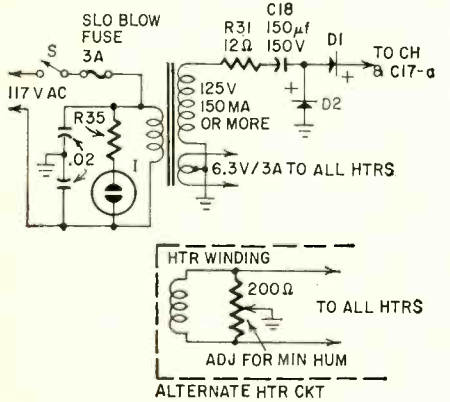 SLO BLOW
FUSE
3A
S
117 V AC
R35
.02
I
R31
12Ω
C18
150μf
150V
D1
+
TO CH
& C17-a
+
D2
125V
150 MA
OR MORE
6.3V/3A TO ALL HTRS
HTR WINDING
200Ω
TO ALL HTRS
ADJ FOR MIN HUM
ALTERNATE HTR CKT